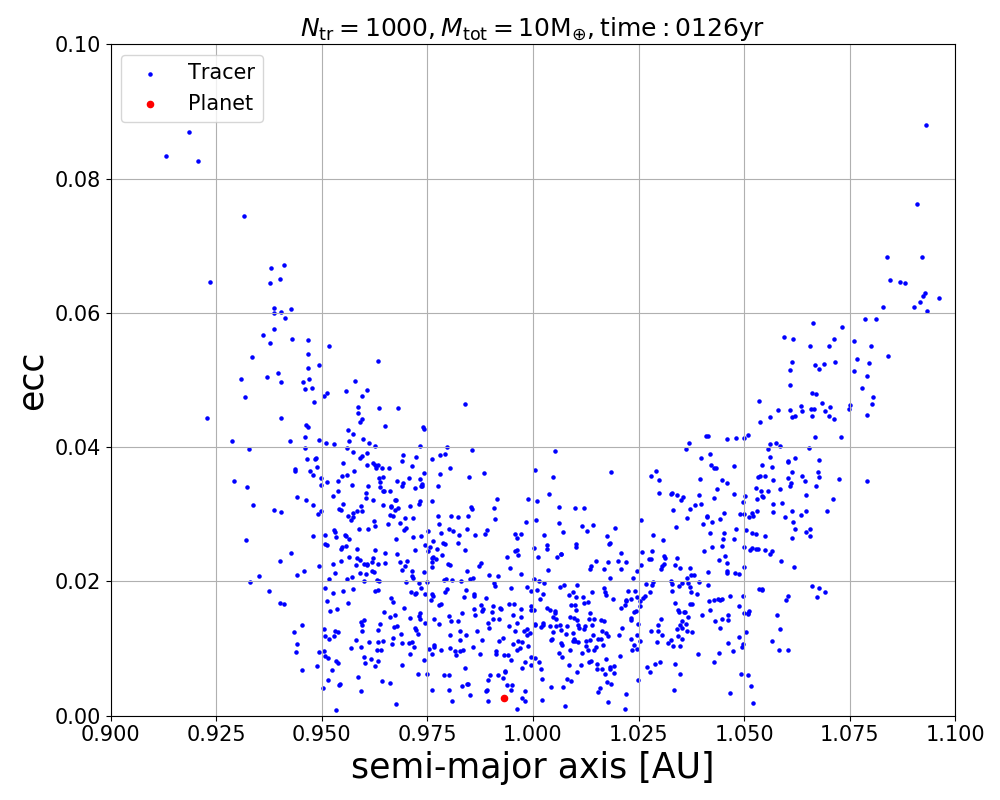 N_tr = 1000, M_tot = 10M_⊕, time : 0126yr
Tracer
Planet
0.10
0.08
0.06
0.04
0.02
0.00
ecc
0.900 0.925 0.950 0.975 1.000 1.025 1.050 1.075 1.100
semi-major axis [AU]